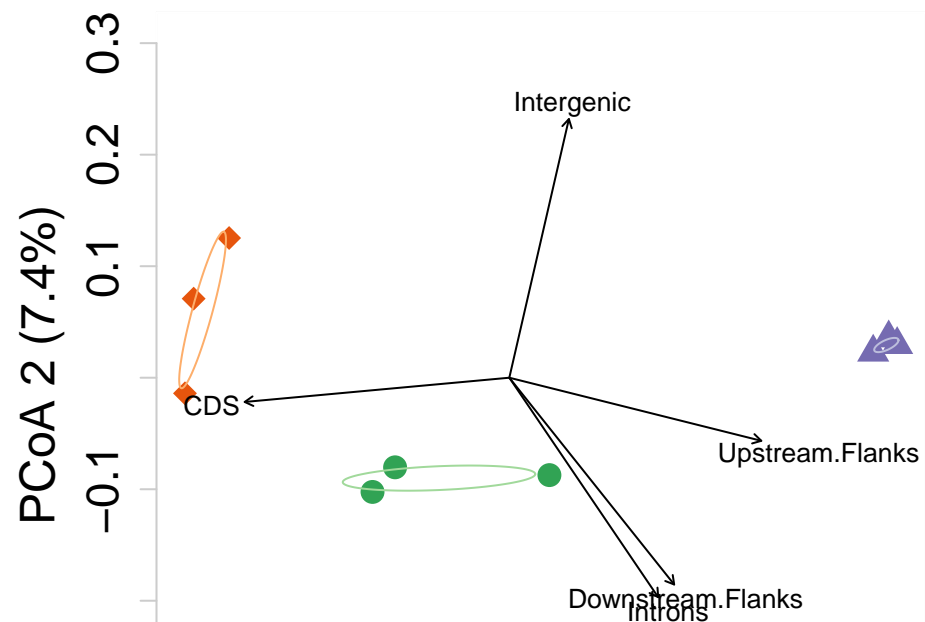 0.3
Intergenic
0.2
0.1
PCoA 2 (7.4%)
CDS
Upstream.Flanks
−0.1
Downstream.Flanks
Introns